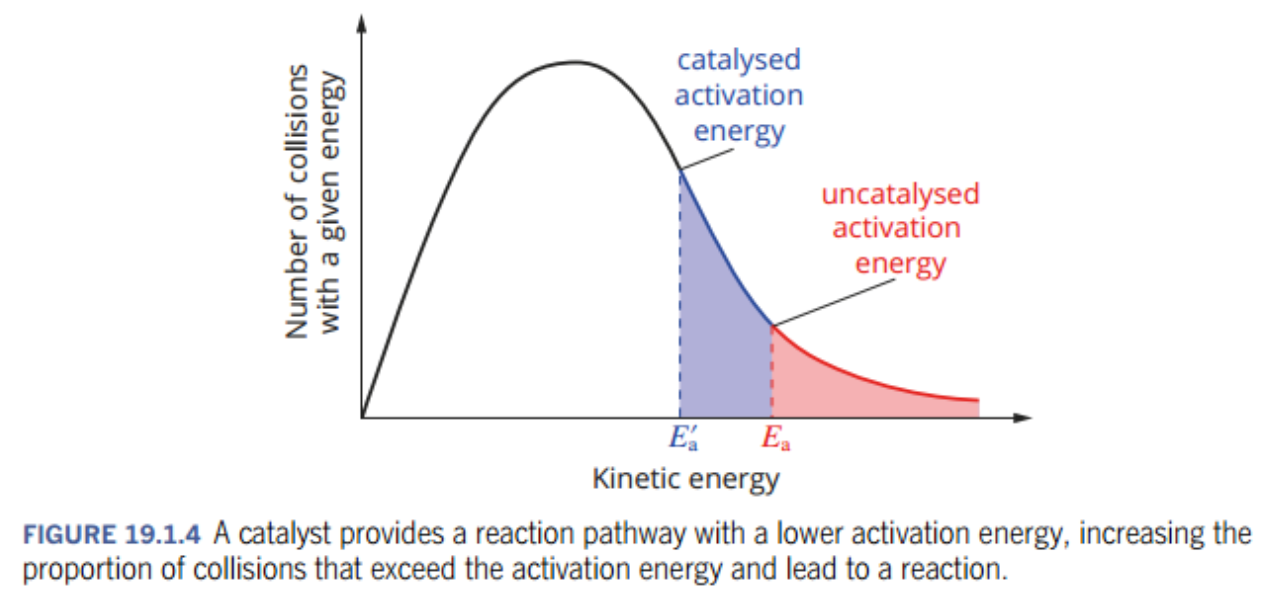 Number of collisions
with a given energy
catalysed
activation
energy
uncatalysed
activation
energy
E′a
Ea
Kinetic energy
FIGURE 19.1.4 A catalyst provides a reaction pathway with a lower activation energy, increasing the
proportion of collisions that exceed the activation energy and lead to a reaction.